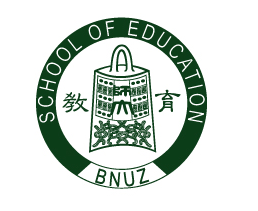 SCHOOL OF EDUCATION
教 育
BNUZ